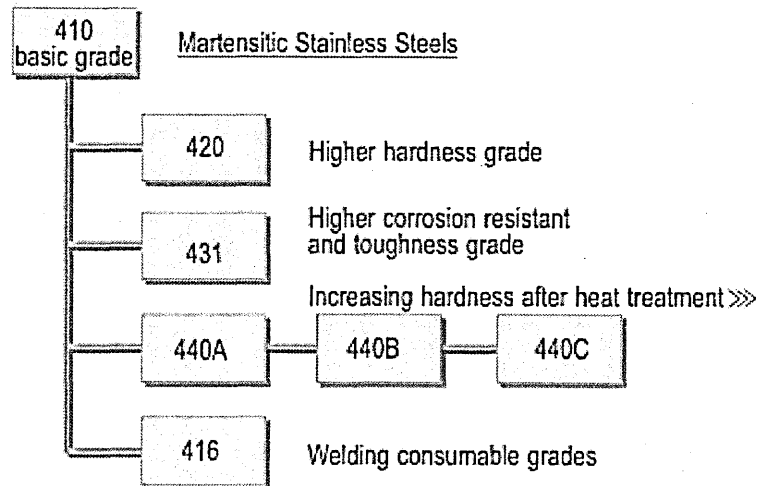 410
basic grade
Martensitic Stainless Steels
420
Higher hardness grade
431
Higher corrosion resistant
and toughness grade
Increasing hardness after heat treatment >>>
440A
440B
440C
416
Welding consumable grades